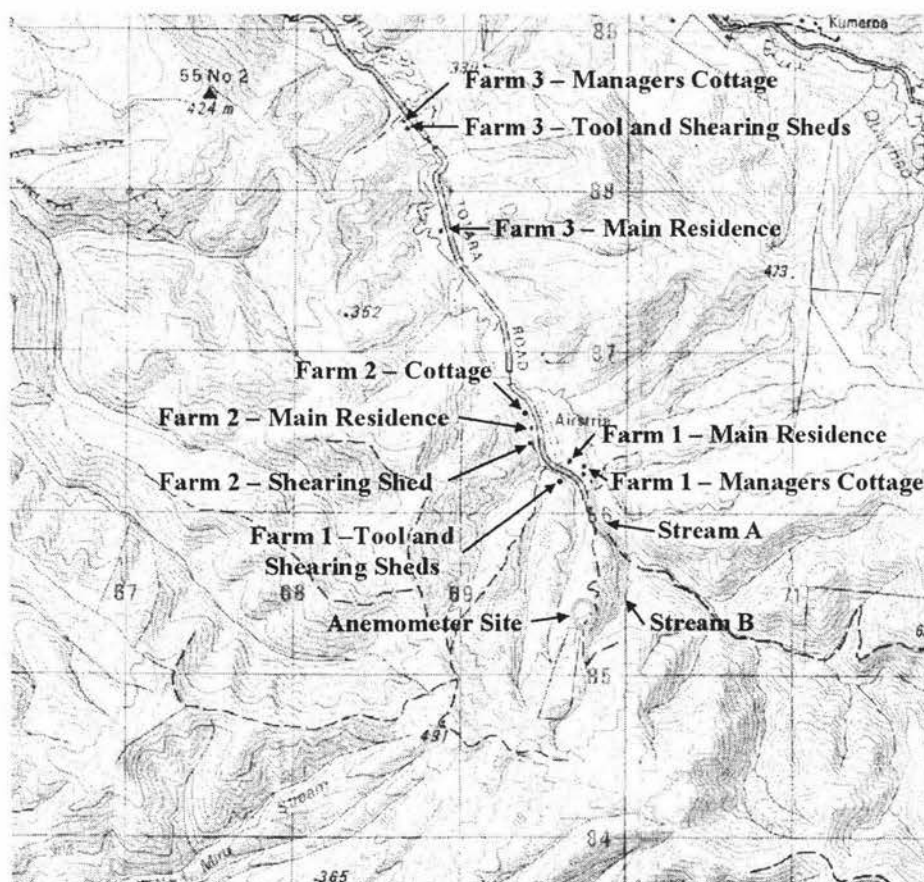 Kumeroa
89
55 No 2
424 m
Farm 3 – Managers Cottage
Farm 3 – Tool and Shearing Sheds
88
TOTARA
Farm 3 – Main Residence
473
.352
ROAD
87
Farm 2 – Cottage
Airstrip
Farm 2 – Main Residence
Farm 1 – Main Residence
Farm 2 – Shearing Shed
Farm 1 – Managers Cottage
Farm 1 –Tool and
Shearing Sheds
Stream A
67
68
69
71
Anemometer Site
Stream B
85
431
Stream
84
.365